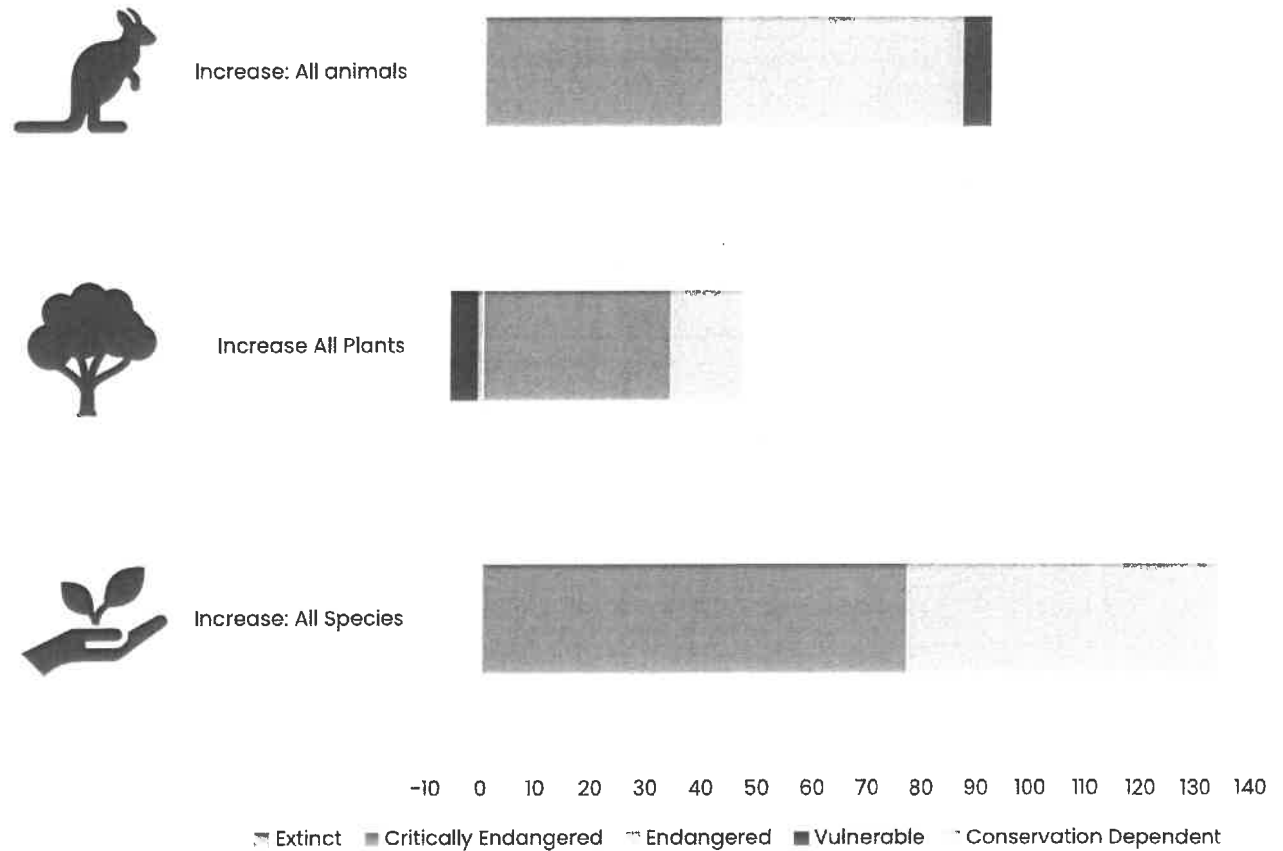 Increase: All animals
Increase All Plants
Increase: All Species
-10 0 10 20 30 40 50 60 70 80 90 100 110 120 130 140
Extinct Critically Endangered Endangered Vulnerable Conservation Dependent